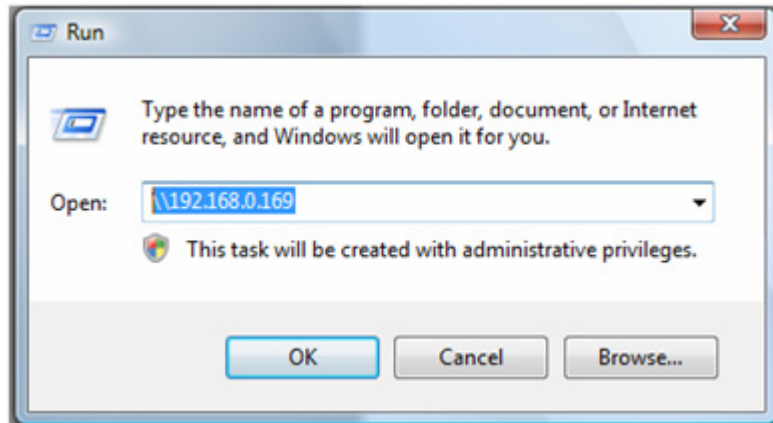 Run
Type the name of a program, folder, document, or Internet
resource, and Windows will open it for you.
Open: \\192.168.0.169
This task will be created with administrative privileges.
OK Cancel Browse...